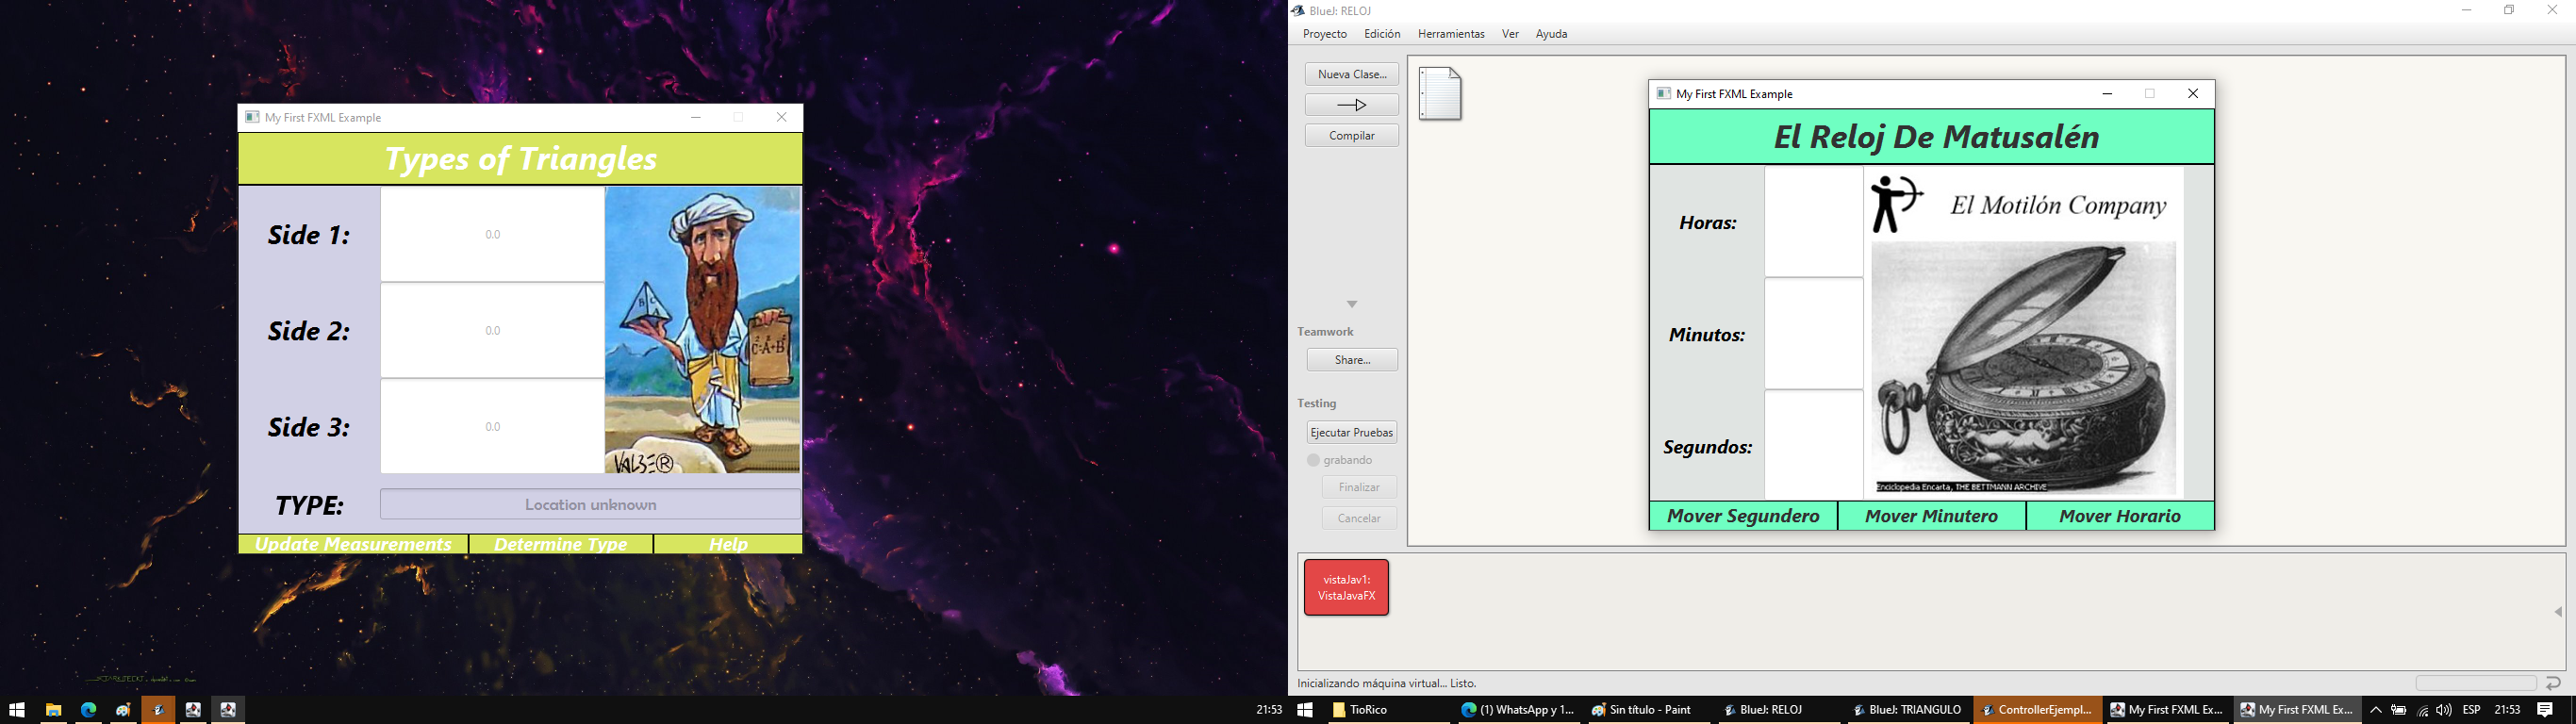 My First FXML Example
Types of Triangles
Side 1:
0.0
Side 2:
0.0
Side 3:
0.0
B C
A
C=A+B
VALBER
TYPE:
Location unknown
Update Measurements
Determine Type
Help
21:53
BlueJ: RELOJ
Proyecto Edición Herramientas Ver Ayuda
Nueva Clase...
Compilar
Teamwork
Share...
Testing
Ejecutar Pruebas
grabando
Finalizar
Cancelar
My First FXML Example
El Reloj De Matusalén
Horas:
Minutos:
Segundos:
El Motilón Company
Enciclopedia Encarta, THE BETTMANN ARCHIVE
Mover Segundero
Mover Minutero
Mover Horario
vistaJav1:
VistaJavaFX
Inicializando máquina virtual... Listo.
TioRico
(1) WhatsApp y 1...
Sin título - Paint
BlueJ: RELOJ
BlueJ: TRIANGULO
ControllerEjempl...
My First FXML Ex...
My First FXML Ex...
ESP
21:53